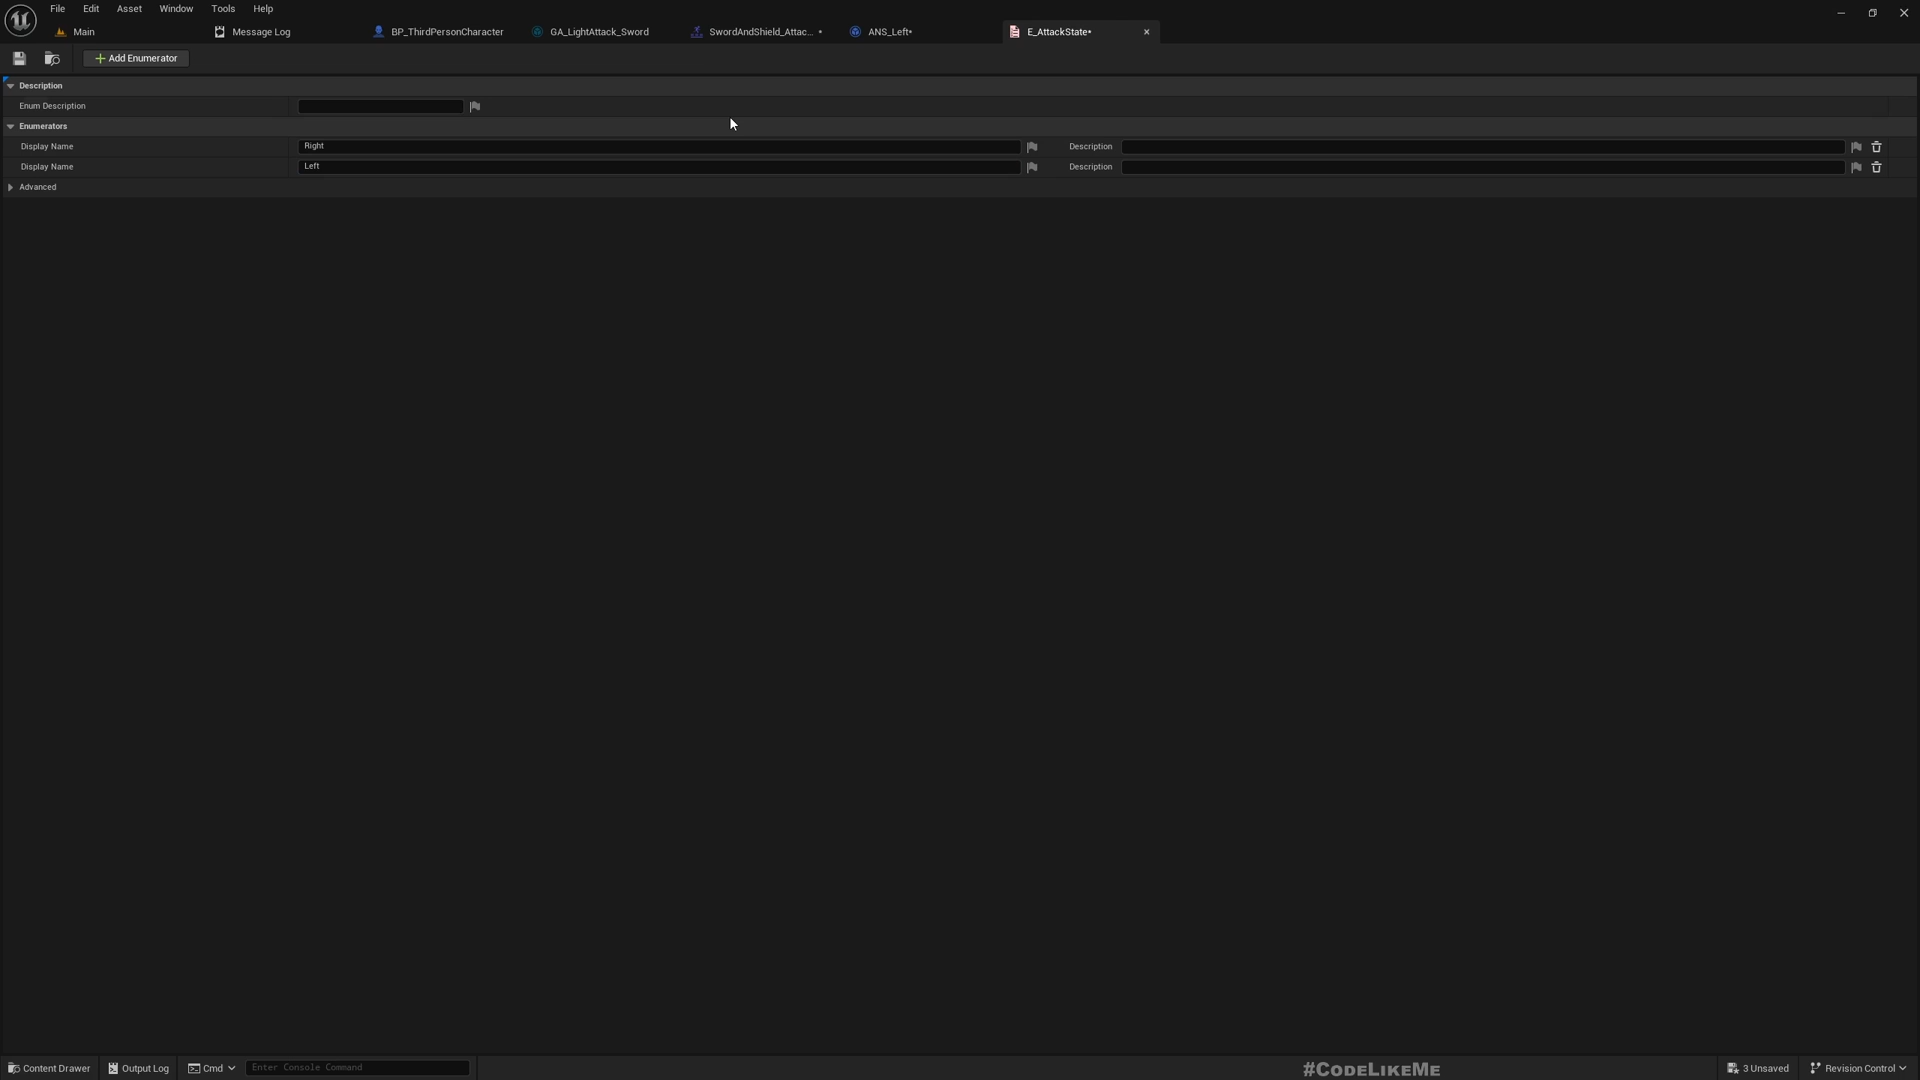 File Edit Asset Window Tools Help
Main Message Log BP_ThirdPersonCharacter GA_LightAttack_Sword SwordAndShield_Attac... • ANS_Left• E_AttackState•
Add Enumerator
Description
Enum Description
Enumerators
Display Name Right Description
Display Name Left Description
Advanced
Content Drawer Output Log Cmd Enter Console Command #CodeLikeMe 3 Unsaved Revision Control